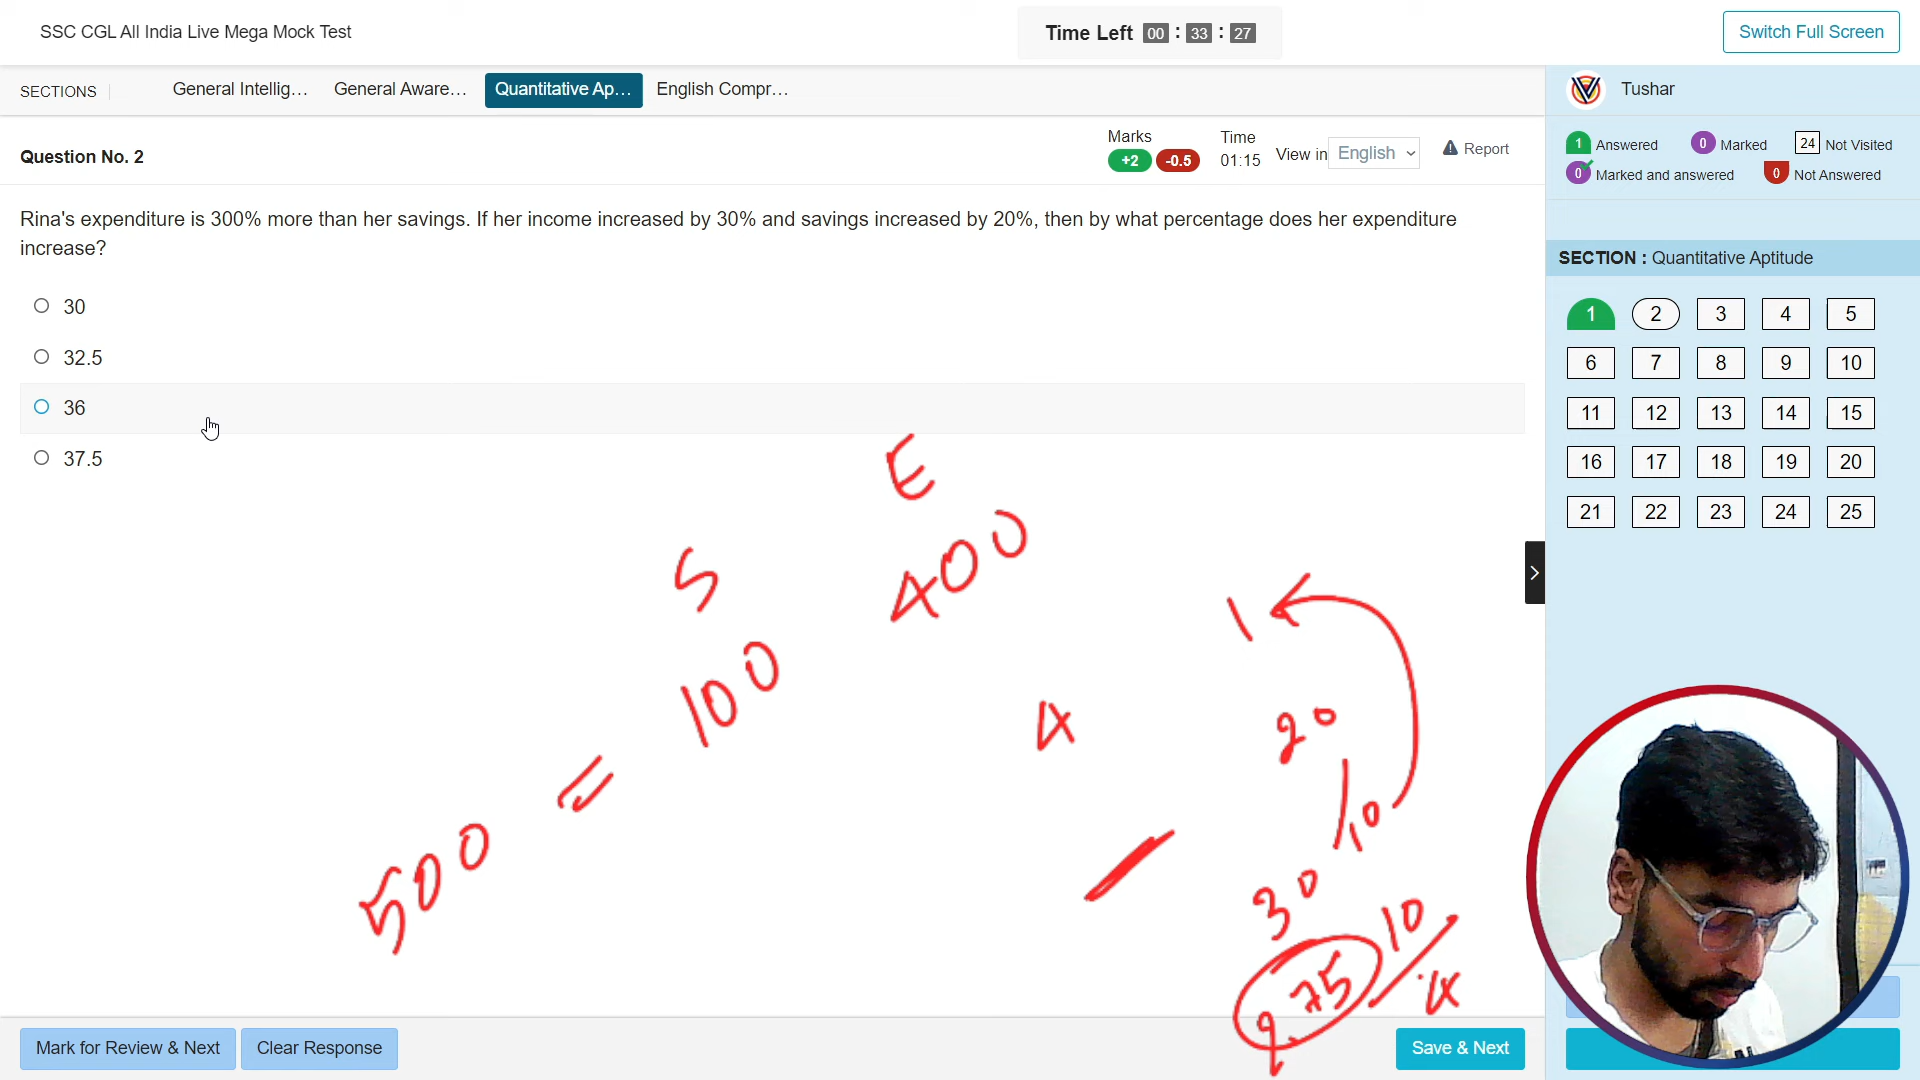 SSC CGL All India Live Mega Mock Test
Time Left 00 : 33 : 27
Switch Full Screen
SECTIONS
General Intellig...
General Aware...
Quantitative Ap...
English Compr...
Tushar
Question No. 2
Marks
+2 -0.5
Time
01:15
View in English
Report
1 Answered
0 Marked
24 Not Visited
0 Marked and answered
0 Not Answered
Rina's expenditure is 300% more than her savings. If her income increased by 30% and savings increased by 20%, then by what percentage does her expenditure
increase?
30
32.5
36
37.5
SECTION : Quantitative Aptitude
1 2 3 4 5
6 7 8 9 10
11 12 13 14 15
16 17 18 19 20
21 22 23 24 25
E
S
400
1
100
4
20
=
10
500
30
10
2.75
4
Mark for Review & Next
Clear Response
Save & Next